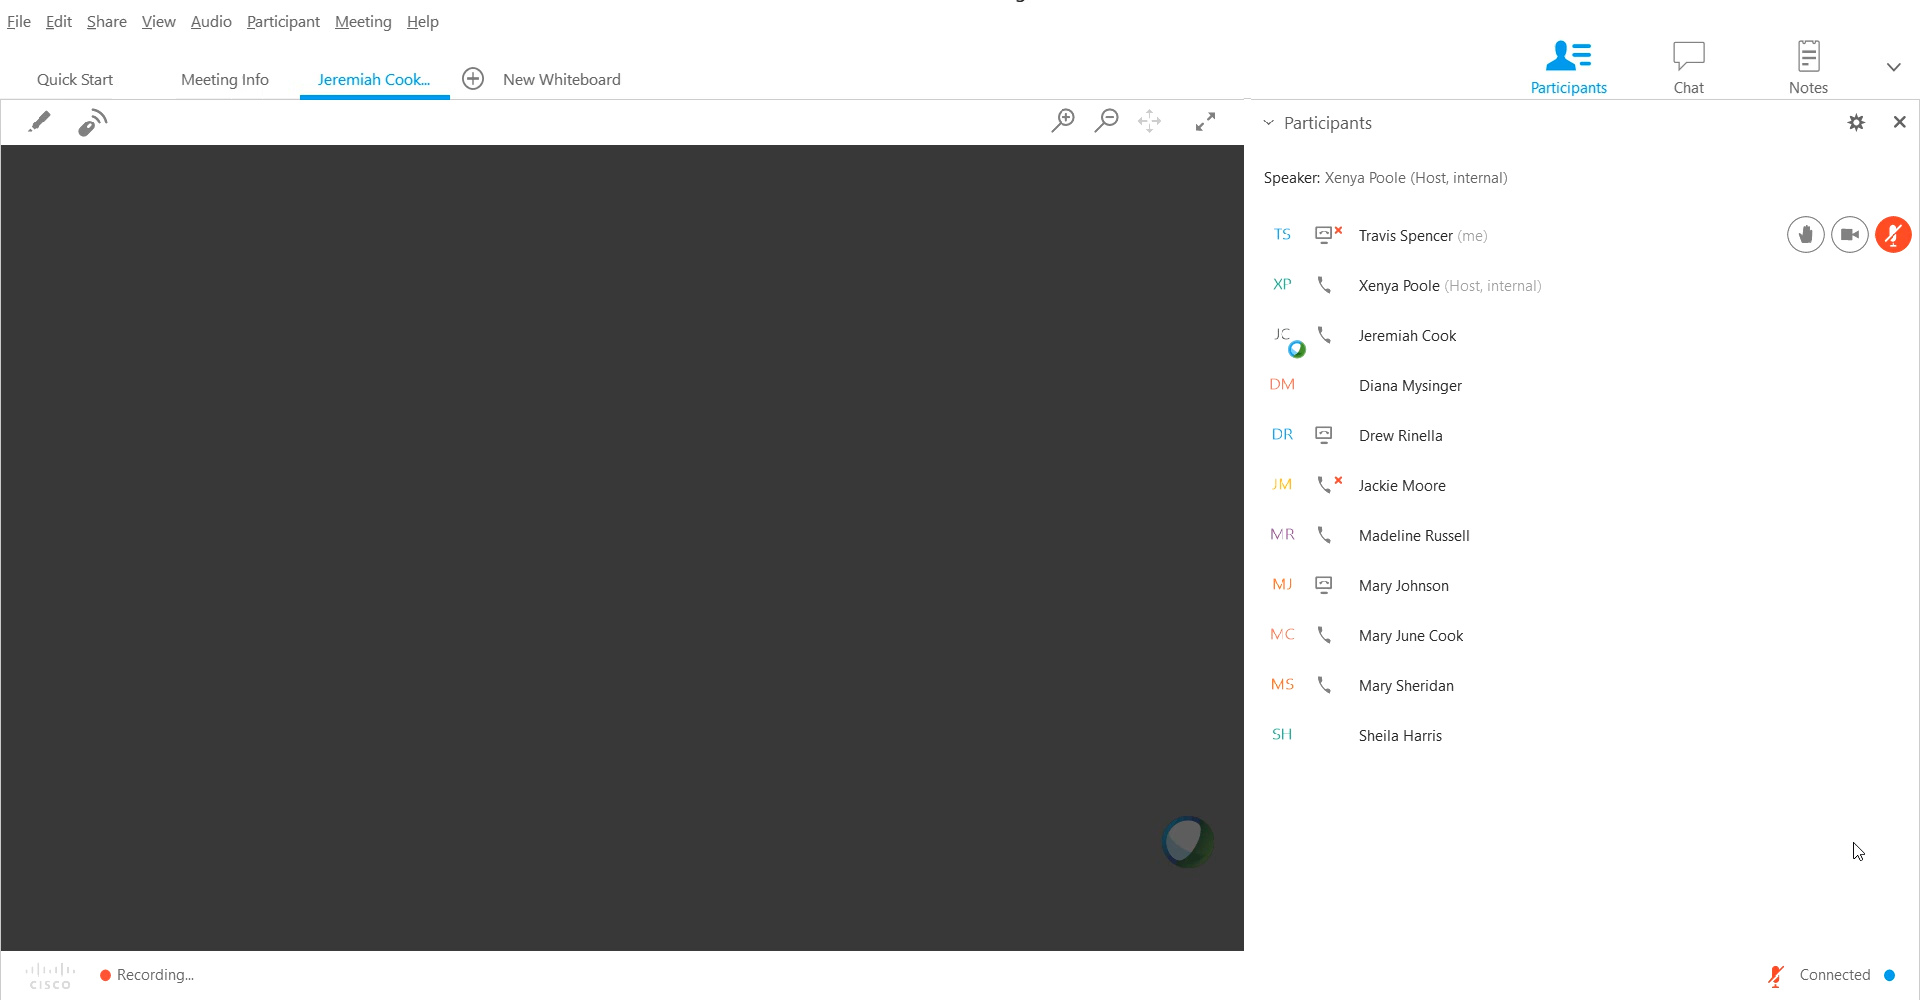 File Edit Share View Audio Participant Meeting Help
Quick Start Meeting Info Jeremiah Cook... New Whiteboard
Participants Chat Notes
Participants
Speaker: Xenya Poole (Host, internal)
TS Travis Spencer (me)
XP Xenya Poole (Host, internal)
JC Jeremiah Cook
DM Diana Mysinger
DR Drew Rinella
JM Jackie Moore
MR Madeline Russell
MJ Mary Johnson
MC Mary June Cook
MS Mary Sheridan
SH Sheila Harris
CISCO Recording... Connected